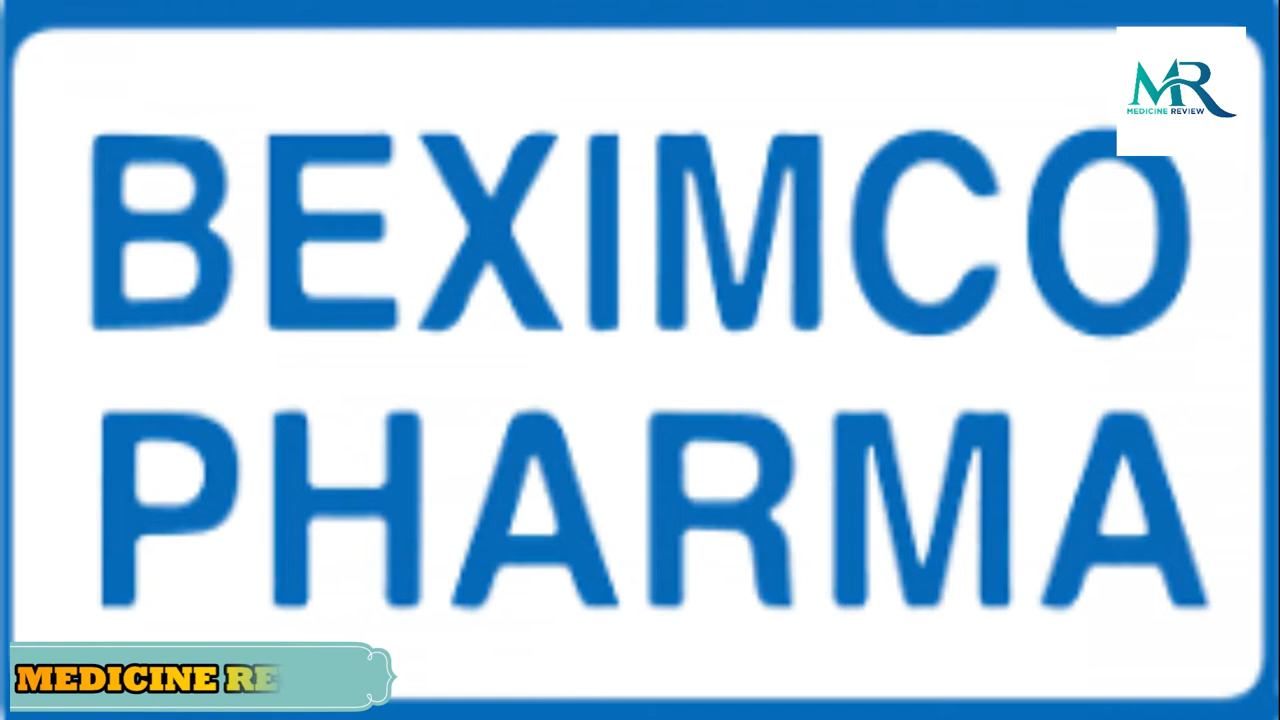 MR
MEDICINE REVIEW
BEXIMCO
PHARMA
MEDICINE RE